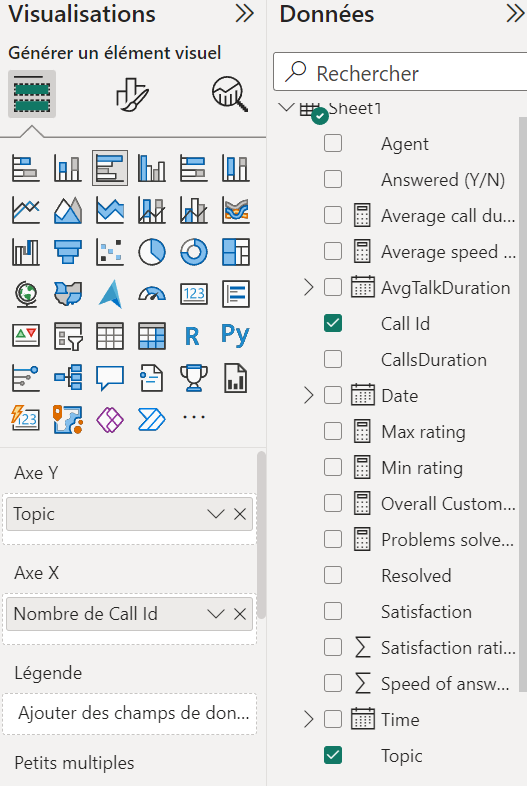 Visualisations
Générer un élément visuel
123
R
Py
123
...
Axe Y
Topic
Axe X
Nombre de Call Id
Légende
Ajouter des champs de don...
Petits multiples
Données
Rechercher
Sheet1
Agent
Answered (Y/N)
Average call du...
Average speed ...
AvgTalkDuration
Call Id
CallsDuration
Date
Max rating
Min rating
Overall Custom...
Problems solve...
Resolved
Satisfaction
Satisfaction rati...
Speed of answ...
Time
Topic